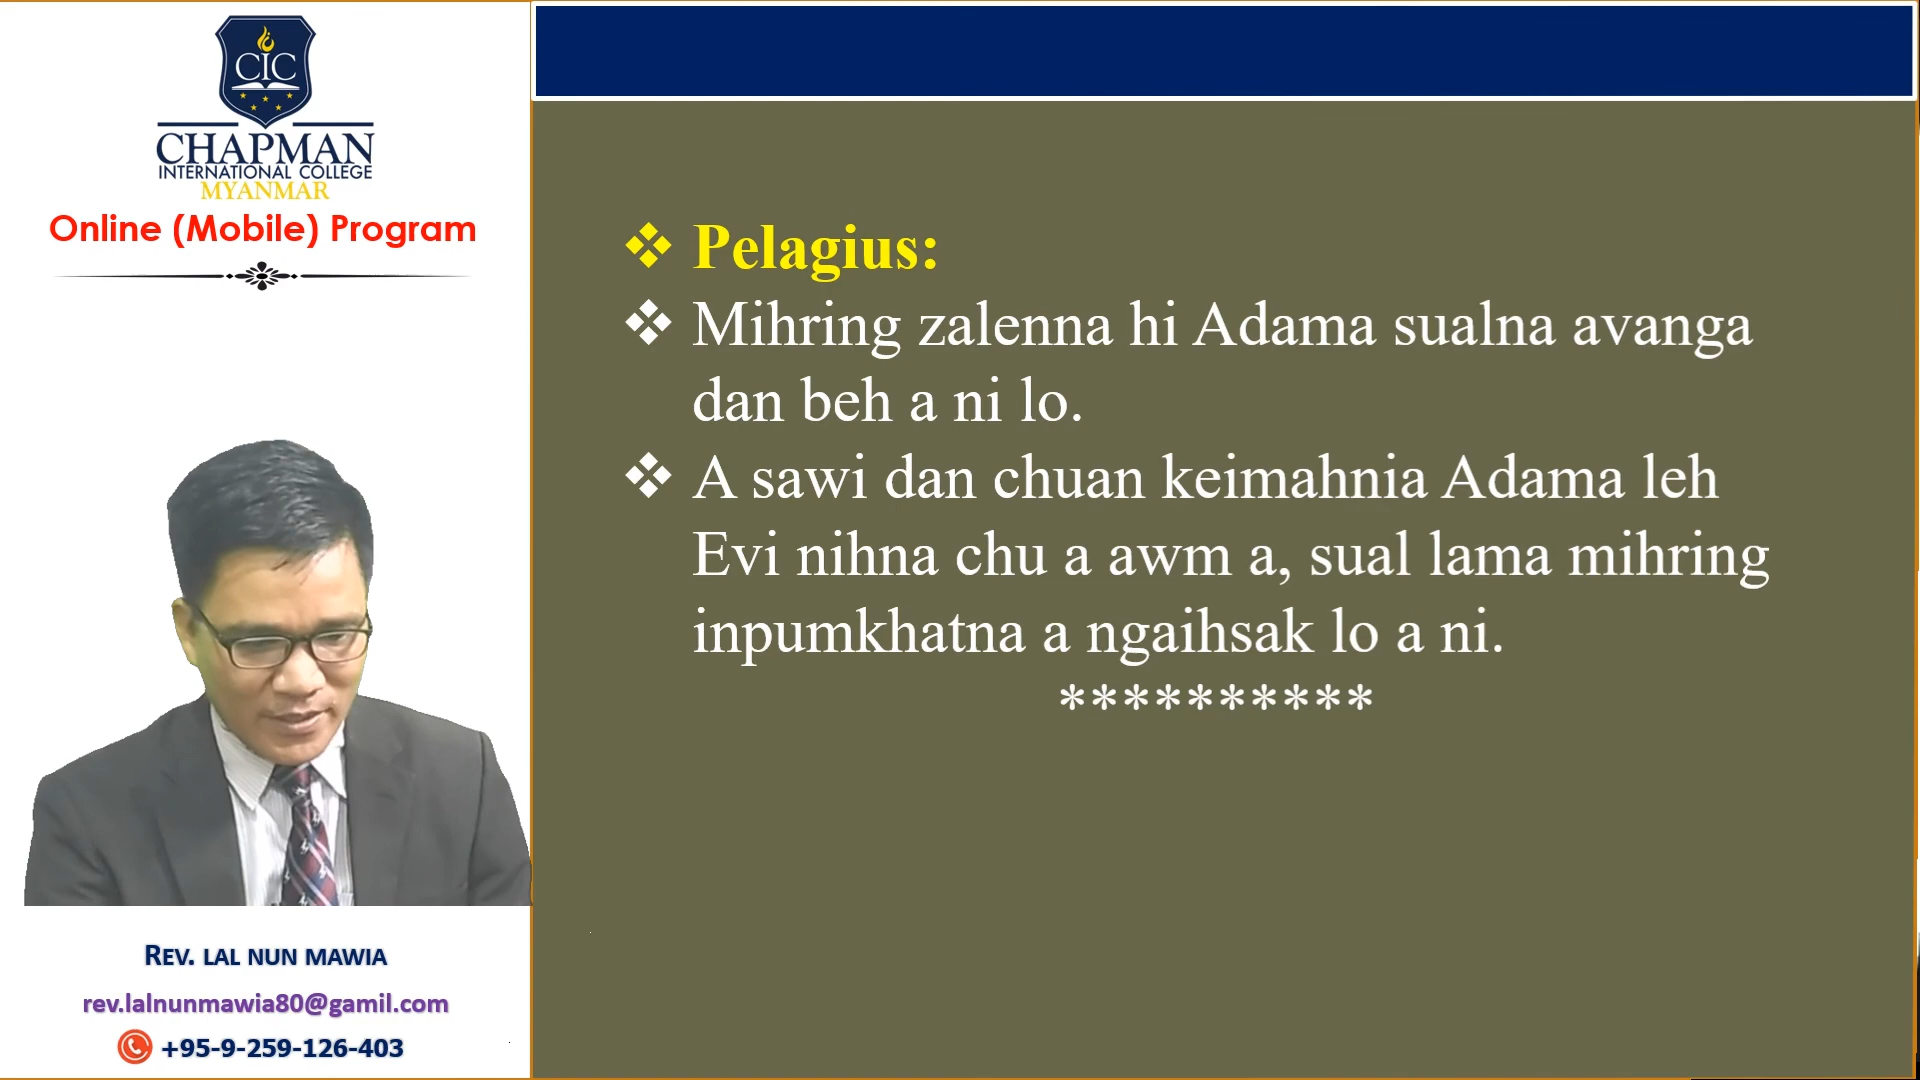 CIC
CHAPMAN
INTERNATIONAL COLLEGE
MYANMAR
Online (Mobile) Program
REV. LAL NUN MAWIA
rev.lalnunmawia80@gamil.com
+95-9-259-126-403
❖ Pelagius:
❖ Mihring zalenna hi Adama sualna avanga
dan beh a ni lo.
❖ A sawi dan chuan keimahnia Adama leh
Evi nihna chu a awm a, sual lama mihring
inpumkhatna a ngaihsak lo a ni.
**********